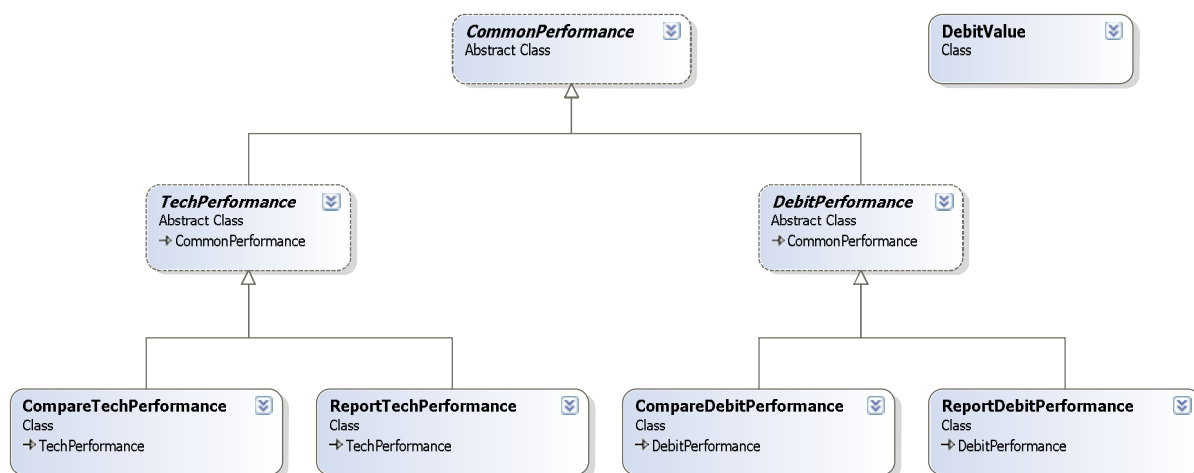 CommonPerformance
Abstract Class
DebitValue
Class
TechPerformance
Abstract Class
CommonPerformance
DebitPerformance
Abstract Class
CommonPerformance
CompareTechPerformance
Class
TechPerformance
ReportTechPerformance
Class
TechPerformance
CompareDebitPerformance
Class
DebitPerformance
ReportDebitPerformance
Class
DebitPerformance